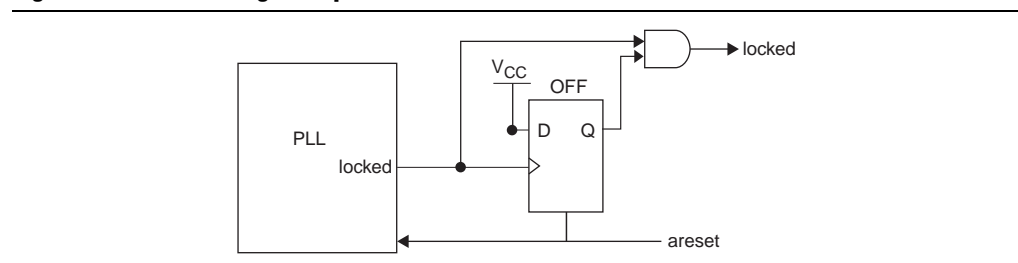 locked
VCC
OFF
D Q
PLL
locked
areset